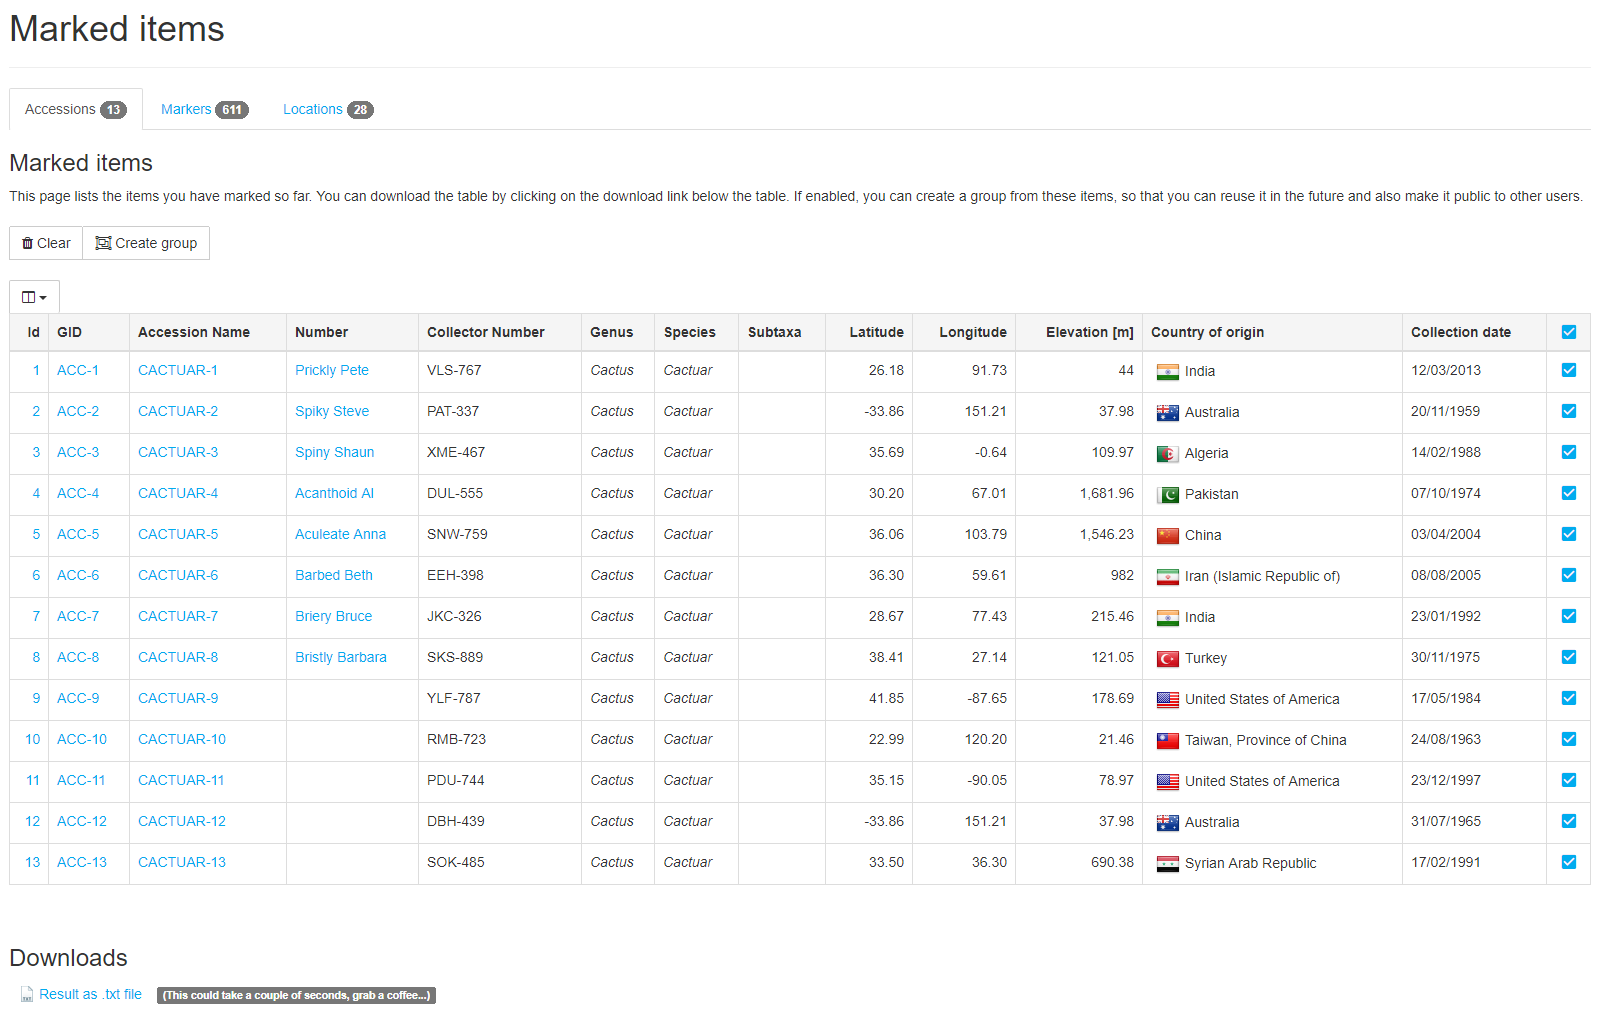 Marked items
Accessions 13 Markers 611 Locations 28
Marked items
This page lists the items you have marked so far. You can download the table by clicking on the download link below the table. If enabled, you can create a group from these items, so that you can reuse it in the future and also make it public to other users.
Clear Create group
Id GID Accession Name Number Collector Number Genus Species Subtaxa Latitude Longitude Elevation [m] Country of origin Collection date
1 ACC-1 CACTUAR-1 Prickly Pete VLS-767 Cactus Cactuar 26.18 91.73 44 India 12/03/2013
2 ACC-2 CACTUAR-2 Spiky Steve PAT-337 Cactus Cactuar -33.86 151.21 37.98 Australia 20/11/1959
3 ACC-3 CACTUAR-3 Spiny Shaun XME-467 Cactus Cactuar 35.69 -0.64 109.97 Algeria 14/02/1988
4 ACC-4 CACTUAR-4 Acanthoid Al DUL-555 Cactus Cactuar 30.20 67.01 1,681.96 Pakistan 07/10/1974
5 ACC-5 CACTUAR-5 Aculeate Anna SNW-759 Cactus Cactuar 36.06 103.79 1,546.23 China 03/04/2004
6 ACC-6 CACTUAR-6 Barbed Beth EEH-398 Cactus Cactuar 36.30 59.61 982 Iran (Islamic Republic of) 08/08/2005
7 ACC-7 CACTUAR-7 Briery Bruce JKC-326 Cactus Cactuar 28.67 77.43 215.46 India 23/01/1992
8 ACC-8 CACTUAR-8 Bristly Barbara SKS-889 Cactus Cactuar 38.41 27.14 121.05 Turkey 30/11/1975
9 ACC-9 CACTUAR-9 YLF-787 Cactus Cactuar 41.85 -87.65 178.69 United States of America 17/05/1984
10 ACC-10 CACTUAR-10 RMB-723 Cactus Cactuar 22.99 120.20 21.46 Taiwan, Province of China 24/08/1963
11 ACC-11 CACTUAR-11 PDU-744 Cactus Cactuar 35.15 -90.05 78.97 United States of America 23/12/1997
12 ACC-12 CACTUAR-12 DBH-439 Cactus Cactuar -33.86 151.21 37.98 Australia 31/07/1965
13 ACC-13 CACTUAR-13 SOK-485 Cactus Cactuar 33.50 36.30 690.38 Syrian Arab Republic 17/02/1991
Downloads
Result as .txt file (This could take a couple of seconds, grab a coffee...)